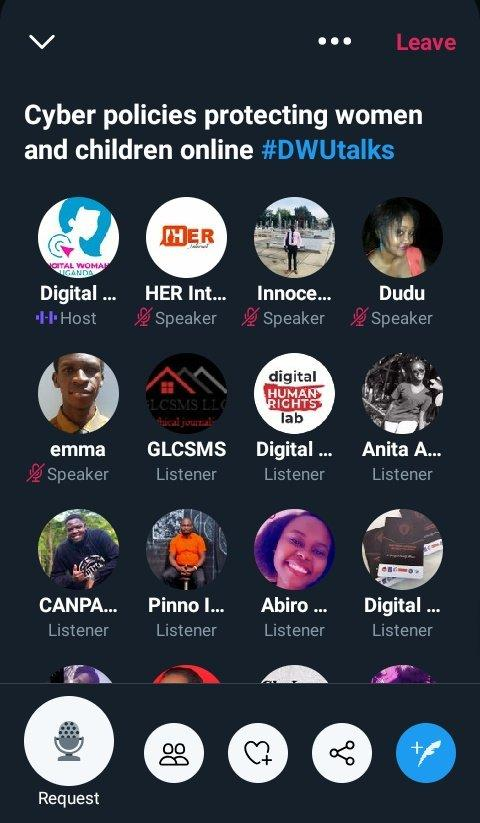 Leave
Cyber policies protecting women
and children online #DWUtalks
DIGITAL WOMAN
UGANDA
HER
Internet
Digital ... HER Int... Innoce... Dudu
Host Speaker Speaker Speaker
GLCSMS LLC
digital
HUMAN
RIGHTS
lab
emma GLCSMS Digital ... Anita A...
Speaker Listener Listener Listener
CANPA... Pinno I... Abiro ... Digital ...
Listener Listener Listener Listener
Request